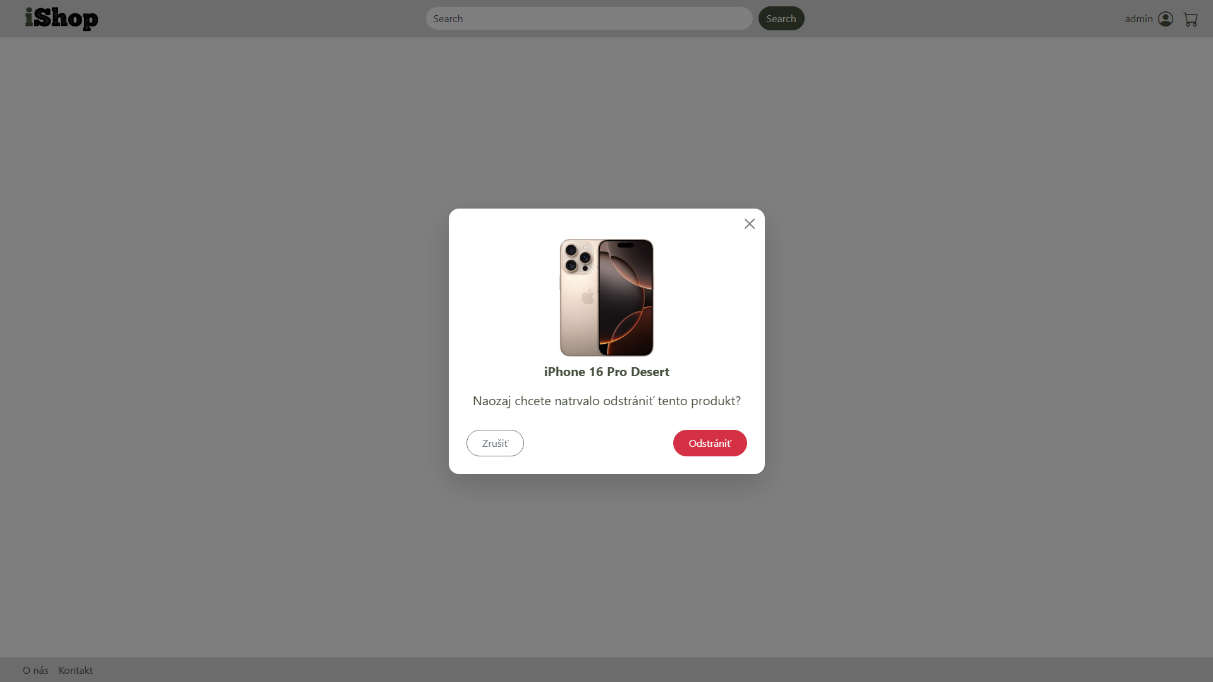 iShop
Search
Search
admin
iPhone 16 Pro Desert
Naozaj chcete natrvalo odstrániť tento produkt?
Zrušiť
Odstrániť
O nás
Kontakt